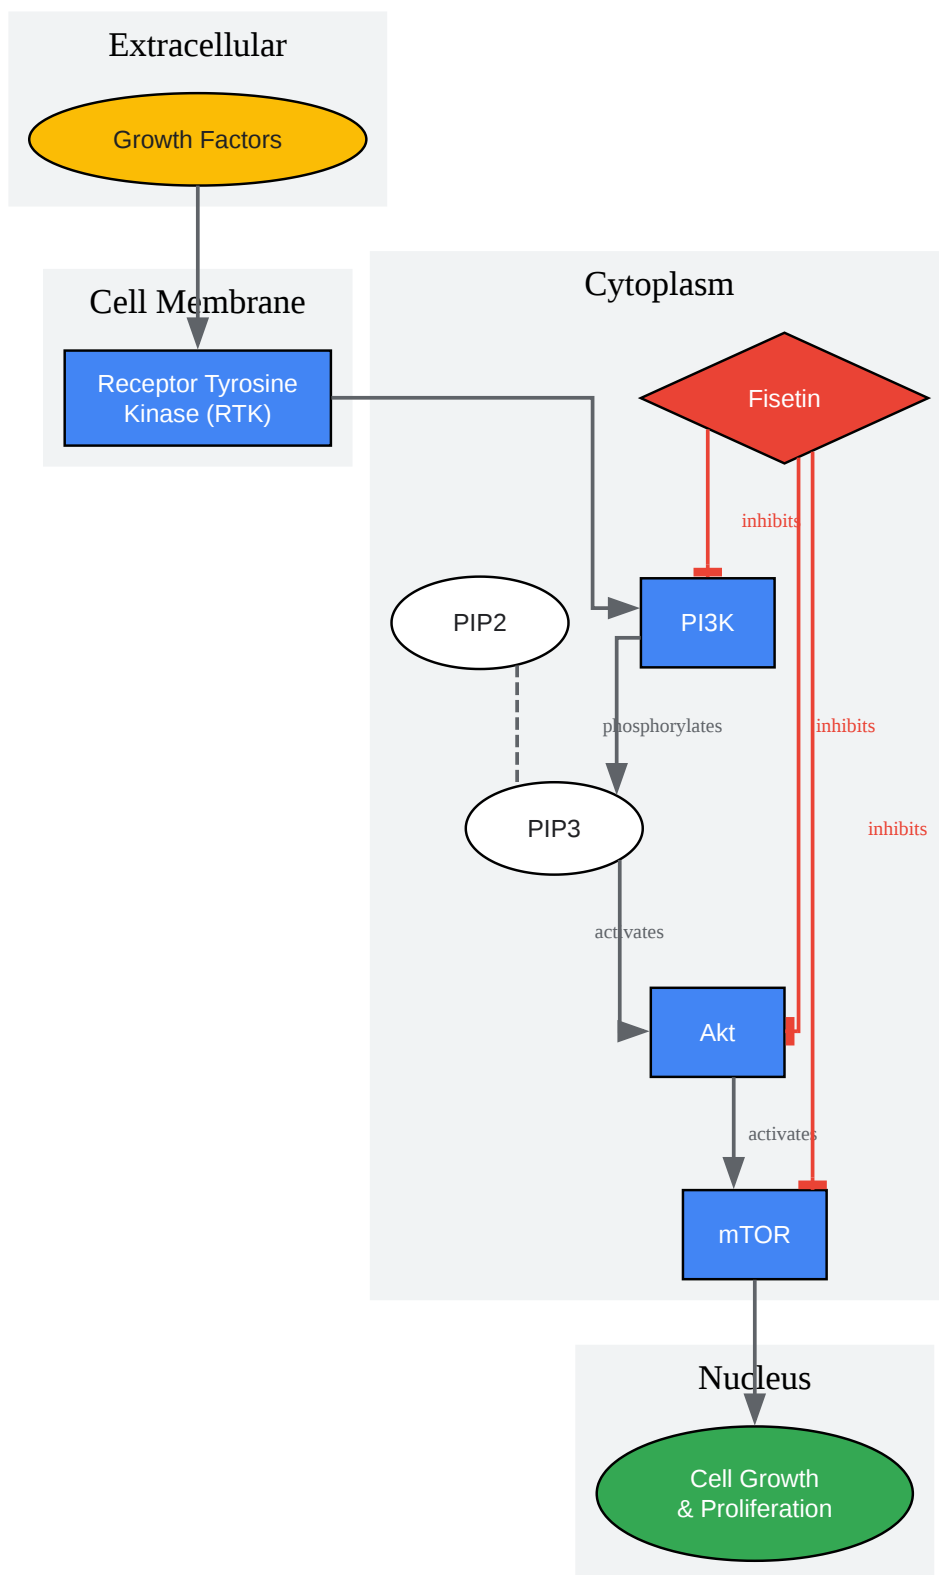 Extracellular
Growth Factors
Cell Membrane
Receptor Tyrosine
Kinase (RTK)
Cytoplasm
Fisetin
inhibits
PIP2
PI3K
phosphorylates
inhibits
PIP3
inhibits
activates
Akt
activates
mTOR
Nucleus
Cell Growth
& Proliferation